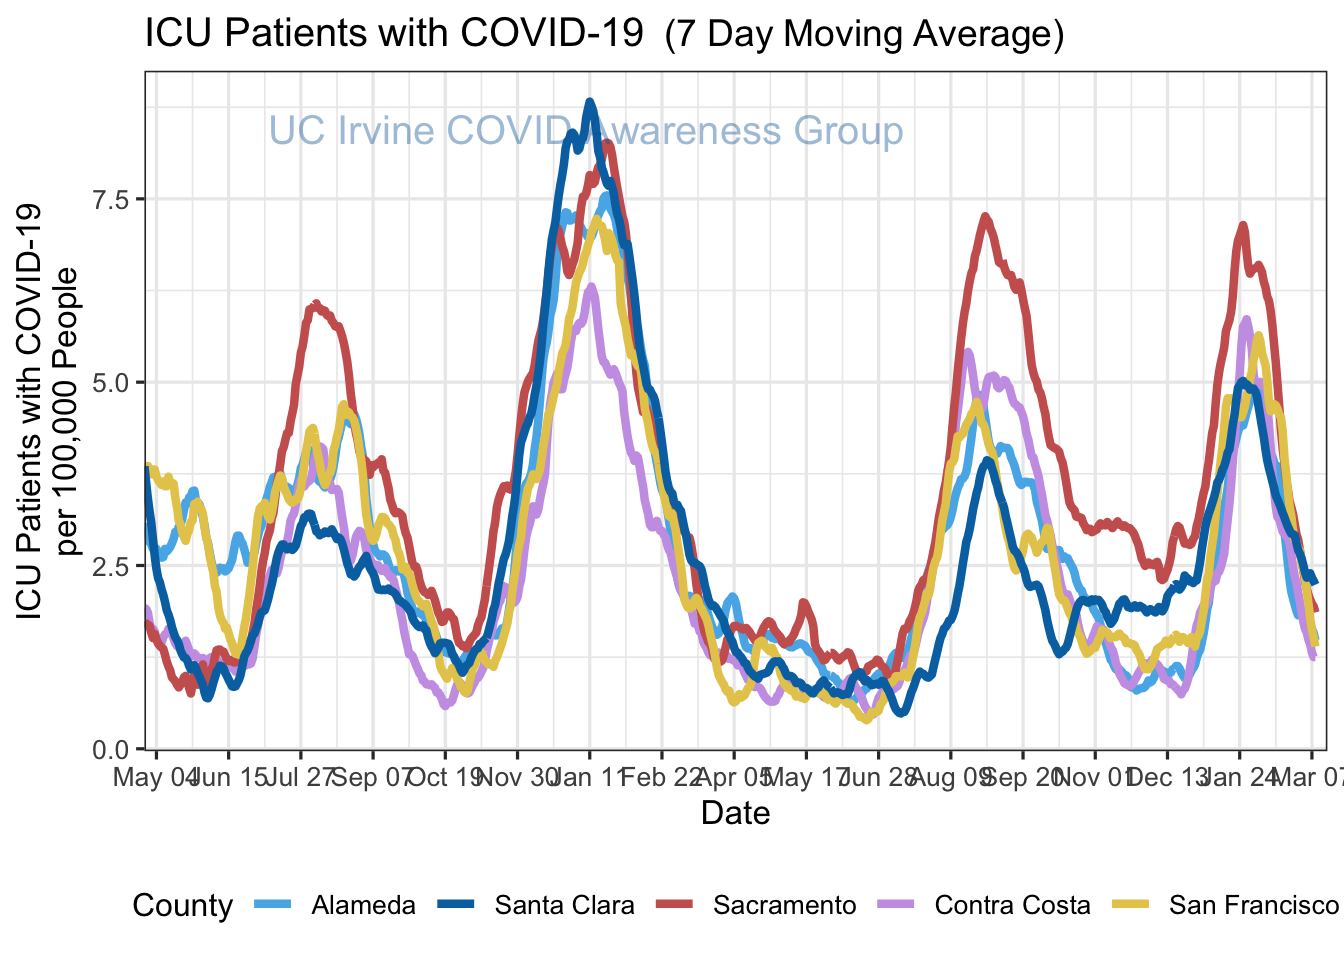 ICU Patients with COVID-19 (7 Day Moving Average)
UC Irvine COVID Awareness Group
ICU Patients with COVID-19
per 100,000 People
7.5
5.0
2.5
0.0
May 04 Jun 15 Jul 27 Sep 07 Oct 19 Nov 30 Jan 11 Feb 22 Apr 05 May 17 Jun 28 Aug 09 Sep 20 Nov 01 Dec 13 Jan 24 Mar 07
Date
County Alameda Santa Clara Sacramento Contra Costa San Francisco